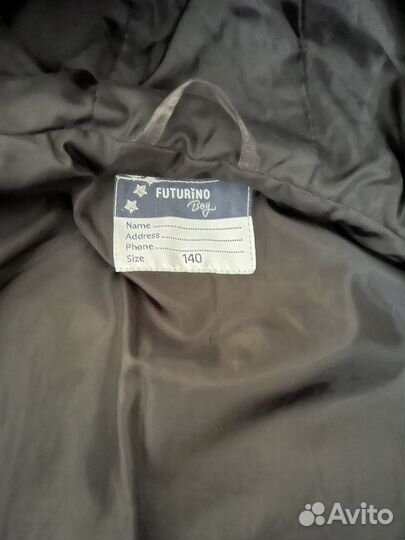 FUTURINO
Boy
Name
Address
Phone
Size 140
Avito